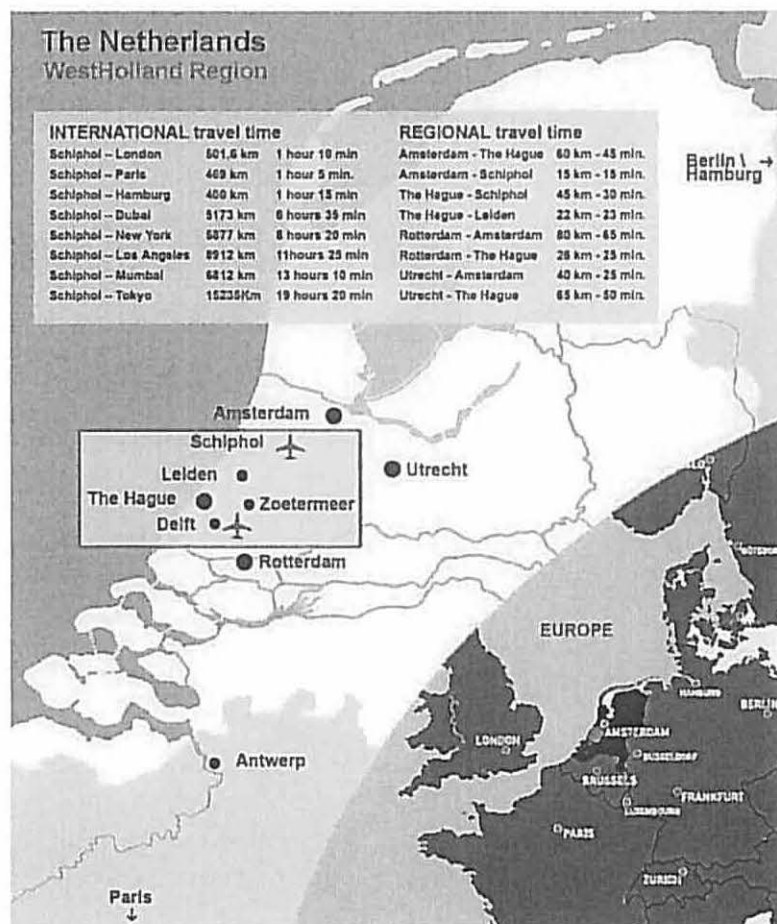 The Netherlands
WestHolland Region
INTERNATIONAL travel time
Schiphol – London 501,6 km 1 hour 10 min
Schiphol – Paris 469 km 1 hour 5 min.
Schiphol – Hamburg 400 km 1 hour 15 min
Schiphol – Dubai 5173 km 6 hours 35 min
Schiphol – New York 5877 km 8 hours 20 min
Schiphol – Los Angeles 8912 km 11hours 25 min
Schiphol – Mumbai 6812 km 13 hours 10 min
Schiphol – Tokyo 15235Km 19 hours 20 min
REGIONAL travel time
Amsterdam - The Hague 60 km - 45 min.
Amsterdam - Schiphol 15 km - 15 min.
The Hague - Schiphol 45 km - 30 min.
The Hague - Leiden 22 km - 23 min.
Rotterdam - Amsterdam 80 km - 65 min.
Rotterdam - The Hague 26 km - 25 min.
Utrecht - Amsterdam 40 km - 25 min.
Utrecht - The Hague 65 km - 50 min.
Berlin \ →
Hamburg
Amsterdam
Schiphol
Leiden
Utrecht
The Hague
Zoetermeer
Delft
Rotterdam
EUROPE
HAMBURG
BERLIN
AMSTERDAM
LONDON
DUSSELDORF
BRUSSELS
FRANKFURT
LUXEMBOURG
PARIS
ZURICH
Antwerp
Paris
↓